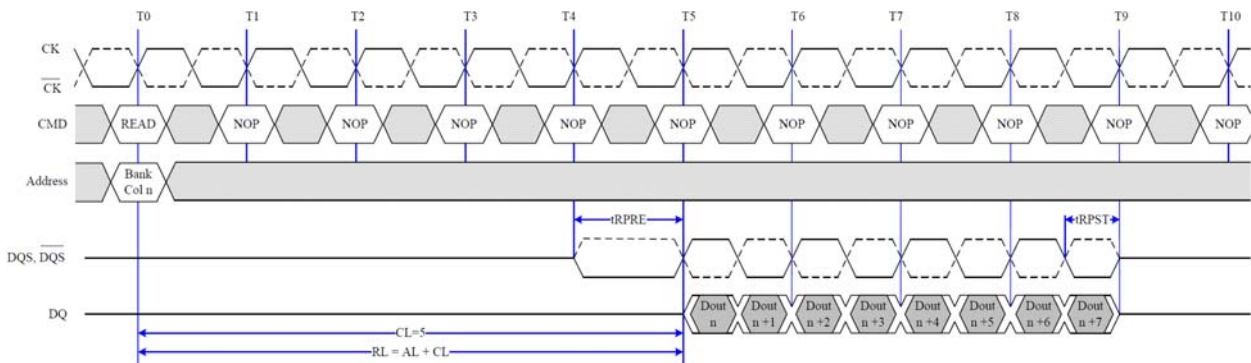 T0 T1 T2 T3 T4 T5 T6 T7 T8 T9 T10
CK
CK
CMD READ NOP NOP NOP NOP NOP NOP NOP NOP NOP NOP
Address Bank
Col n
tRPRE tRPST
DQS, DQS
DQ Dout Dout Dout Dout Dout Dout Dout Dout
n n +1 n +2 n +3 n +4 n +5 n +6 n +7
CL=5
RL = AL + CL